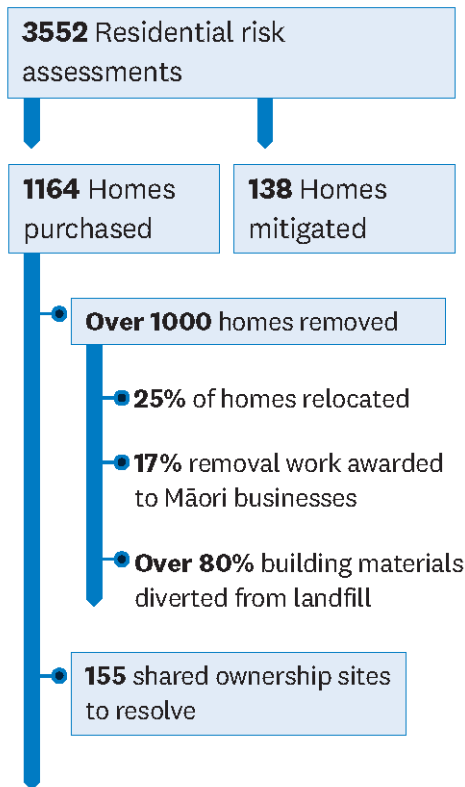 3552 Residential risk
assessments
1164 Homes
purchased
138 Homes
mitigated
Over 1000 homes removed
25% of homes relocated
17% removal work awarded
to Māori businesses
Over 80% building materials
diverted from landfill
155 shared ownership sites
to resolve